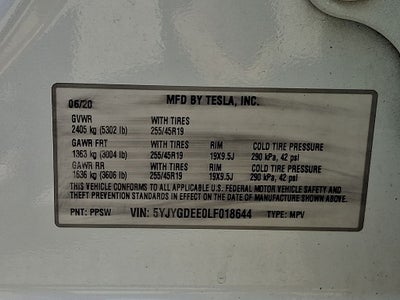 06/20 MFD BY TESLA, INC.
GVWR WITH TIRES
2405 kg (5302 lb) 255/45R19
GAWR FRT WITH TIRES RIM COLD TIRE PRESSURE
1363 kg (3004 lb) 255/45R19 19X9.5J 290 kPa, 42 psi
GAWR RR WITH TIRES RIM COLD TIRE PRESSURE
1636 kg (3606 lb) 255/45R19 19X9.5J 290 kPa, 42 psi
THIS VEHICLE CONFORMS TO ALL APPLICABLE U.S. FEDERAL MOTOR VEHICLE SAFETY AND
THEFT PREVENTION STANDARDS IN EFFECT ON THE DATE OF MANUFACTURE SHOWN ABOVE.
PNT: PPSW VIN: 5YJYGDEE0LF018644 TYPE: MPV